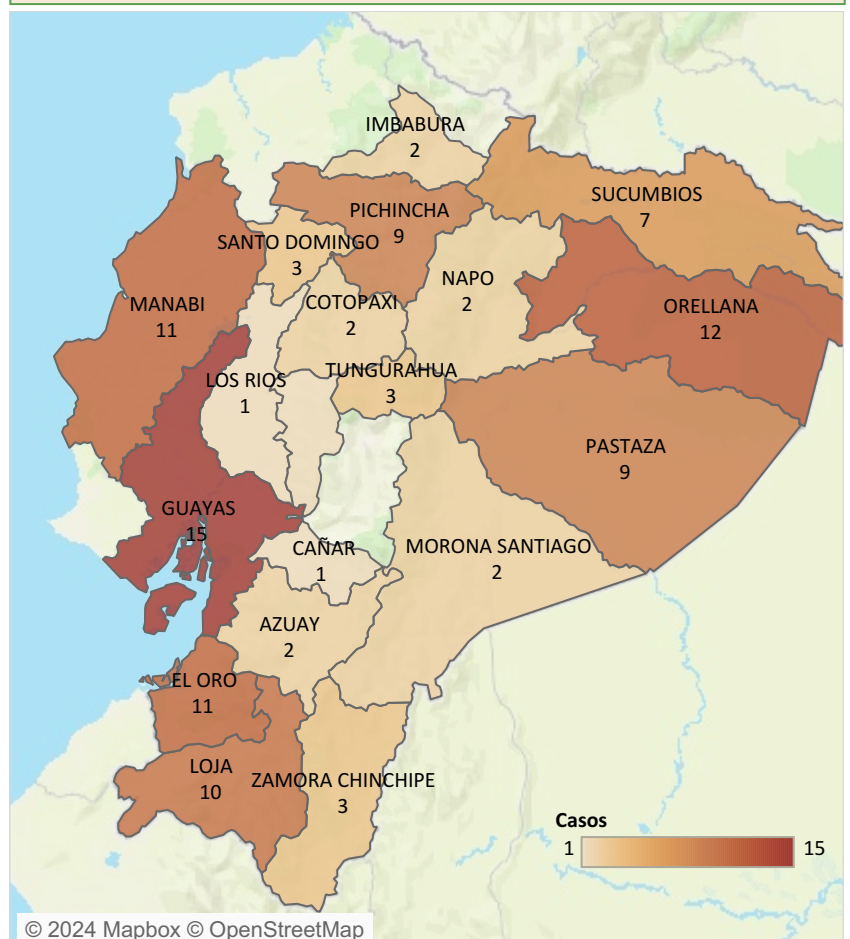 IMBABURA
2
SUCUMBIOS
7
PICHINCHA
9
SANTO DOMINGO
3
NAPO
2
MANABI
11
COTOPAXI
2
ORELLANA
12
LOS RIOS
1
TUNGURAHUA
3
PASTAZA
9
GUAYAS
15
CAÑAR
1
MORONA SANTIAGO
2
AZUAY
2
EL ORO
11
LOJA
10
ZAMORA CHINCHIPE
3
Casos
1 15
© 2024 Mapbox © OpenStreetMap